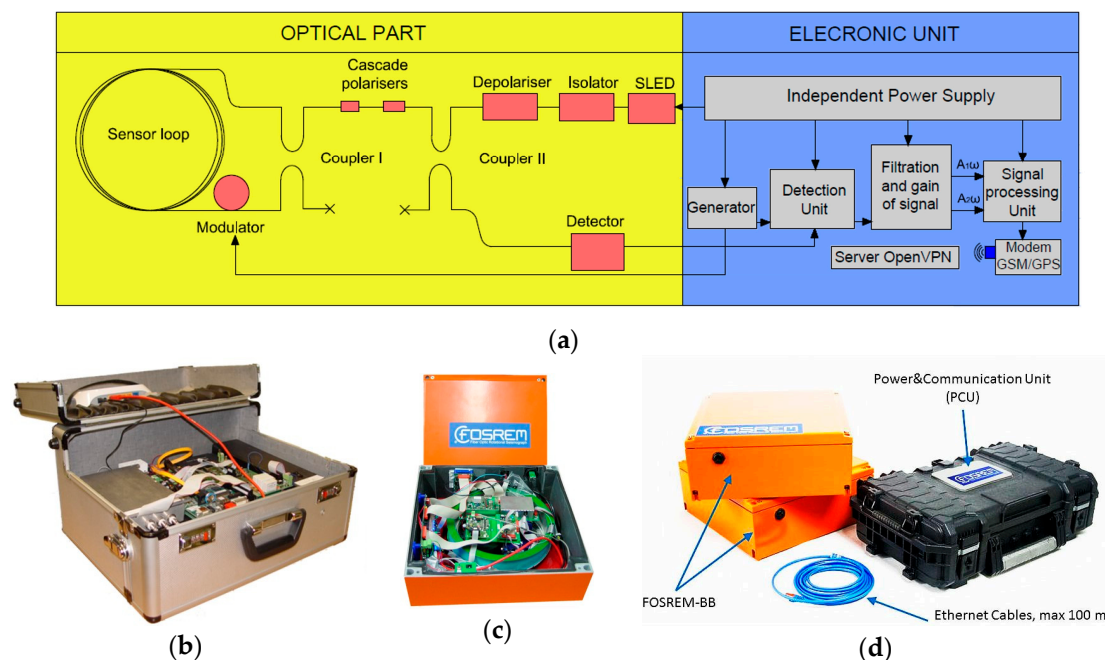 OPTICAL PART
ELECRONIC UNIT
Cascade
polarisers
Depolariser
Isolator
SLED
Independent Power Supply
Sensor loop
Coupler I
Coupler II
Modulator
Detector
Generator
Detection
Unit
Filtration
and gain
of signal
A₁ω
A₂ω
Signal
processing
Unit
Server OpenVPN
Modem
GSM/GPS
(a)
FOSREM
Power&Communication Unit
(PCU)
FOSREM
FOSREM
FOSREM-BB
Ethernet Cables, max 100 m
(b)
(c)
(d)